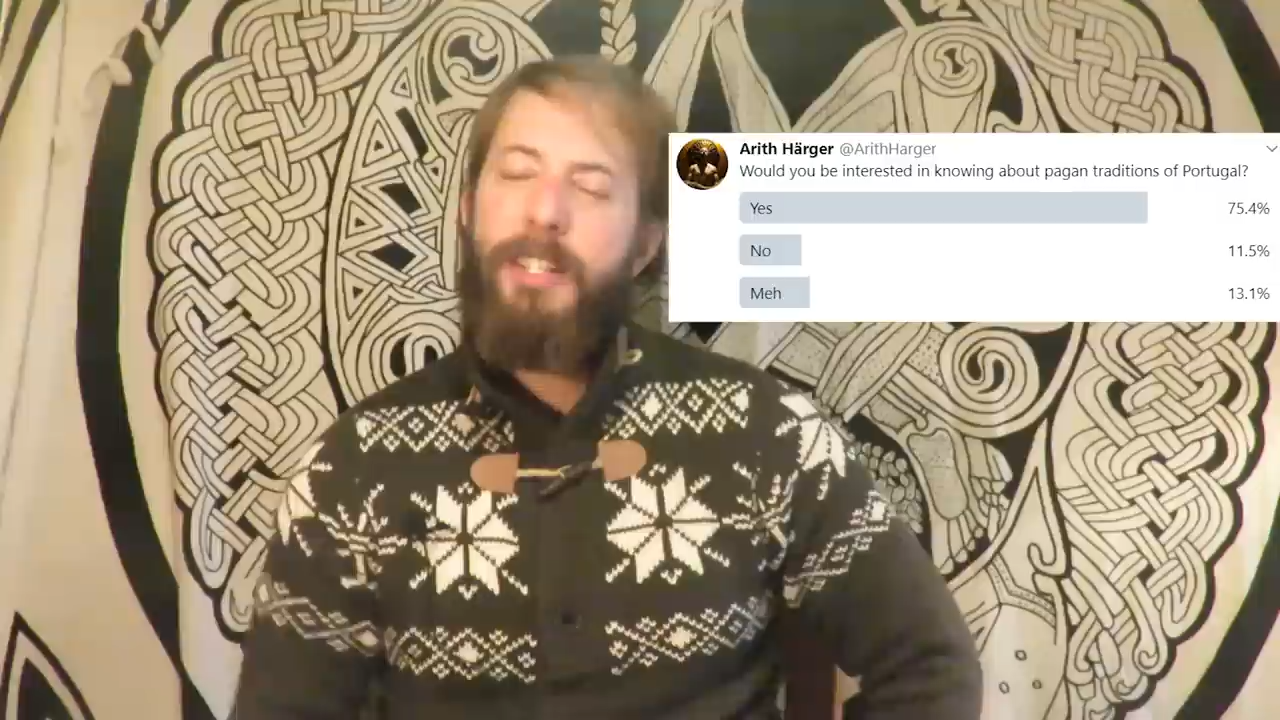 Arith Härger @ArithHarger
Would you be interested in knowing about pagan traditions of Portugal?
Yes 75.4%
No 11.5%
Meh 13.1%